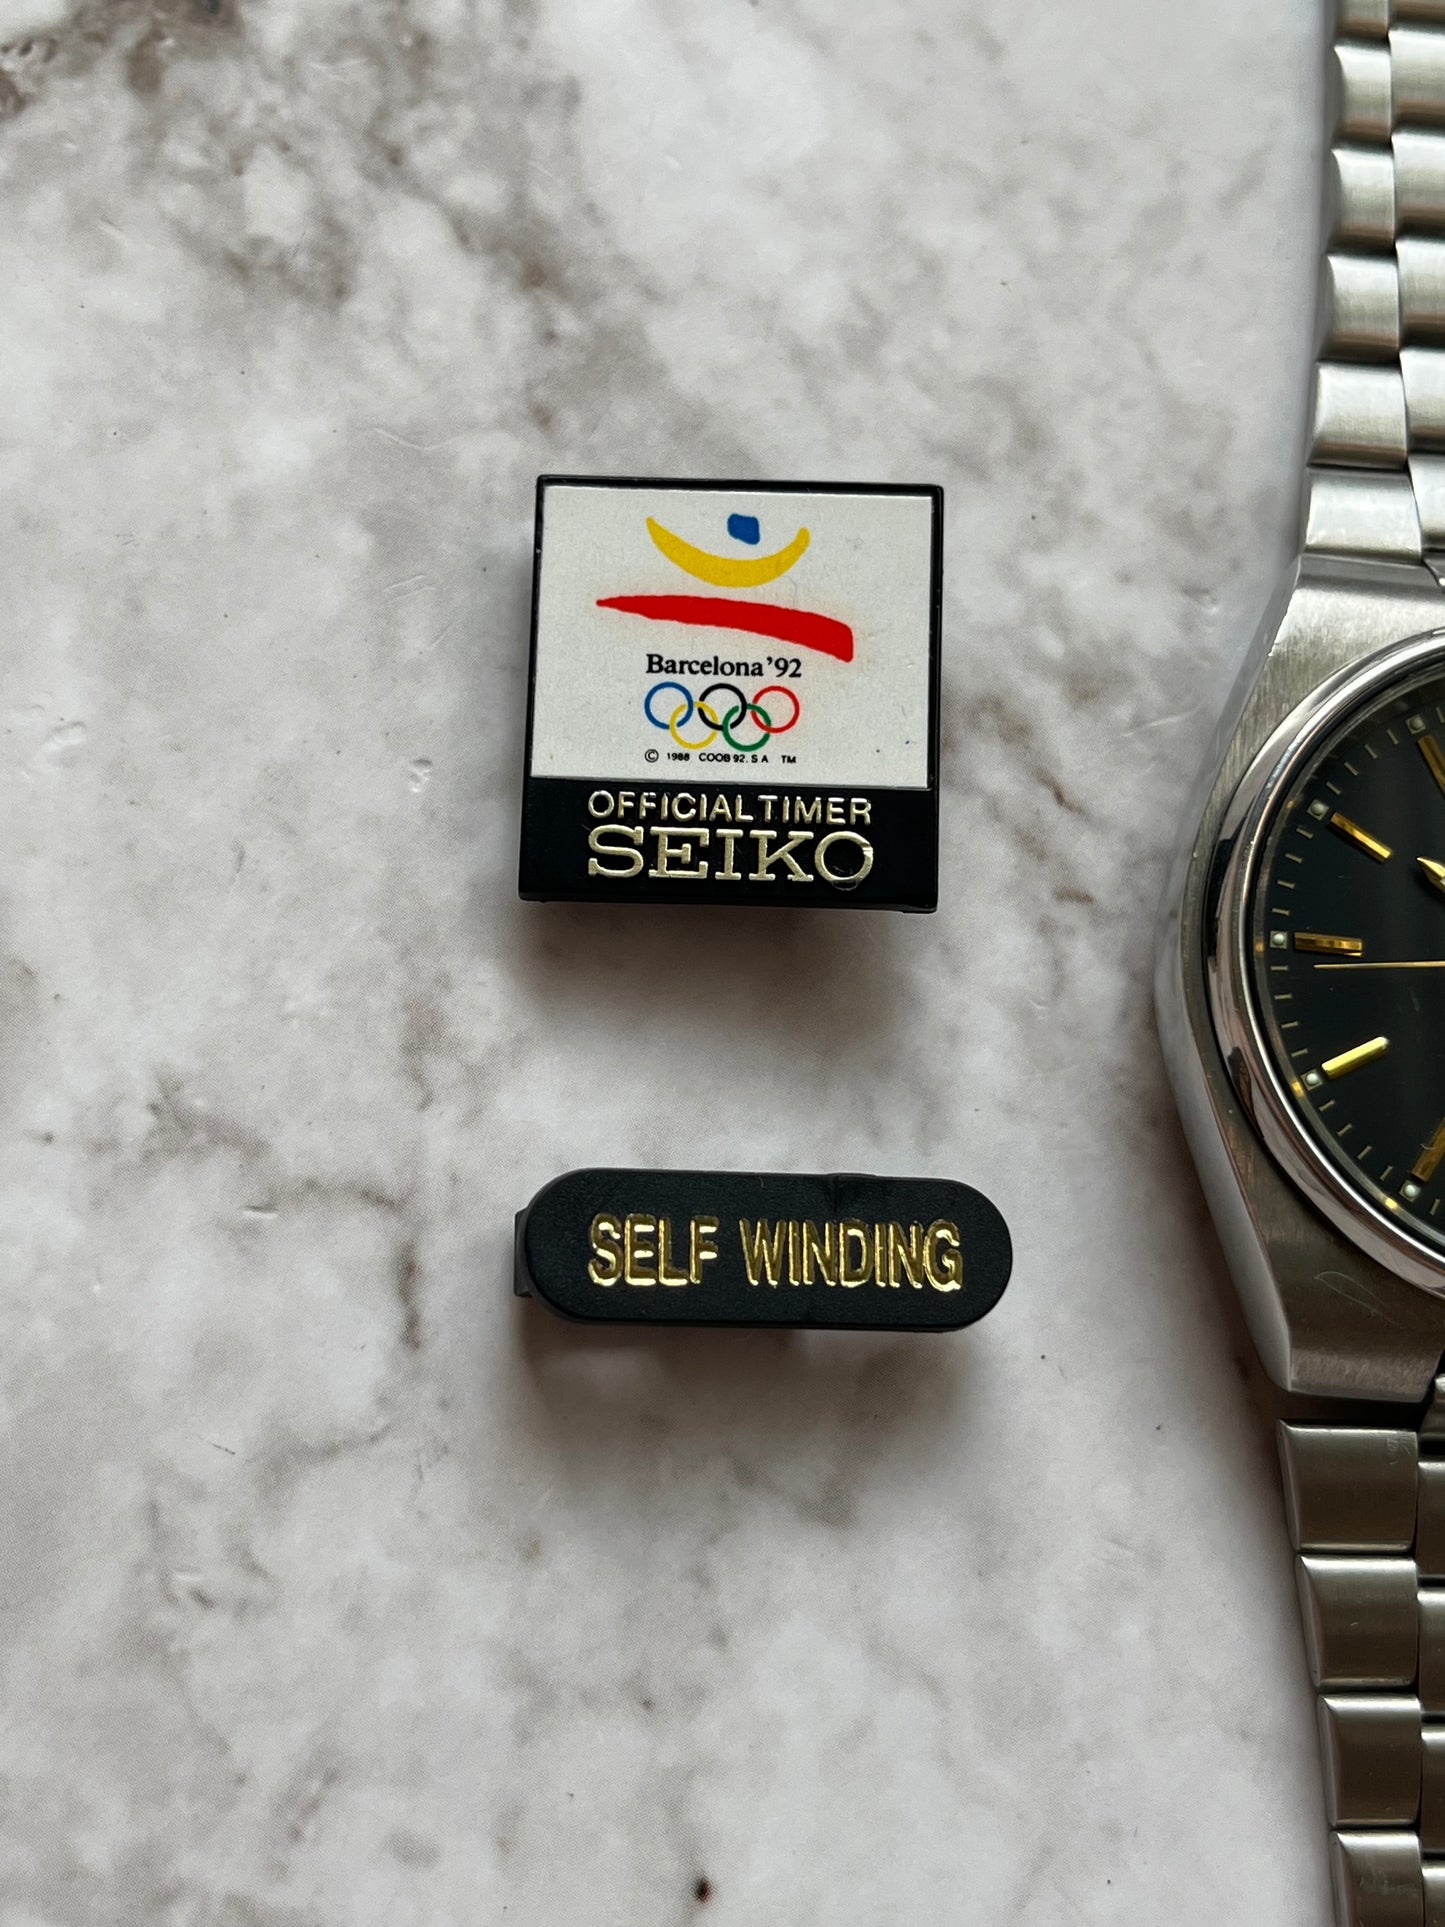 Barcelona '92
© 1988 COOB 92. S A TM
OFFICIAL TIMER
SEIKO
SELF WINDING